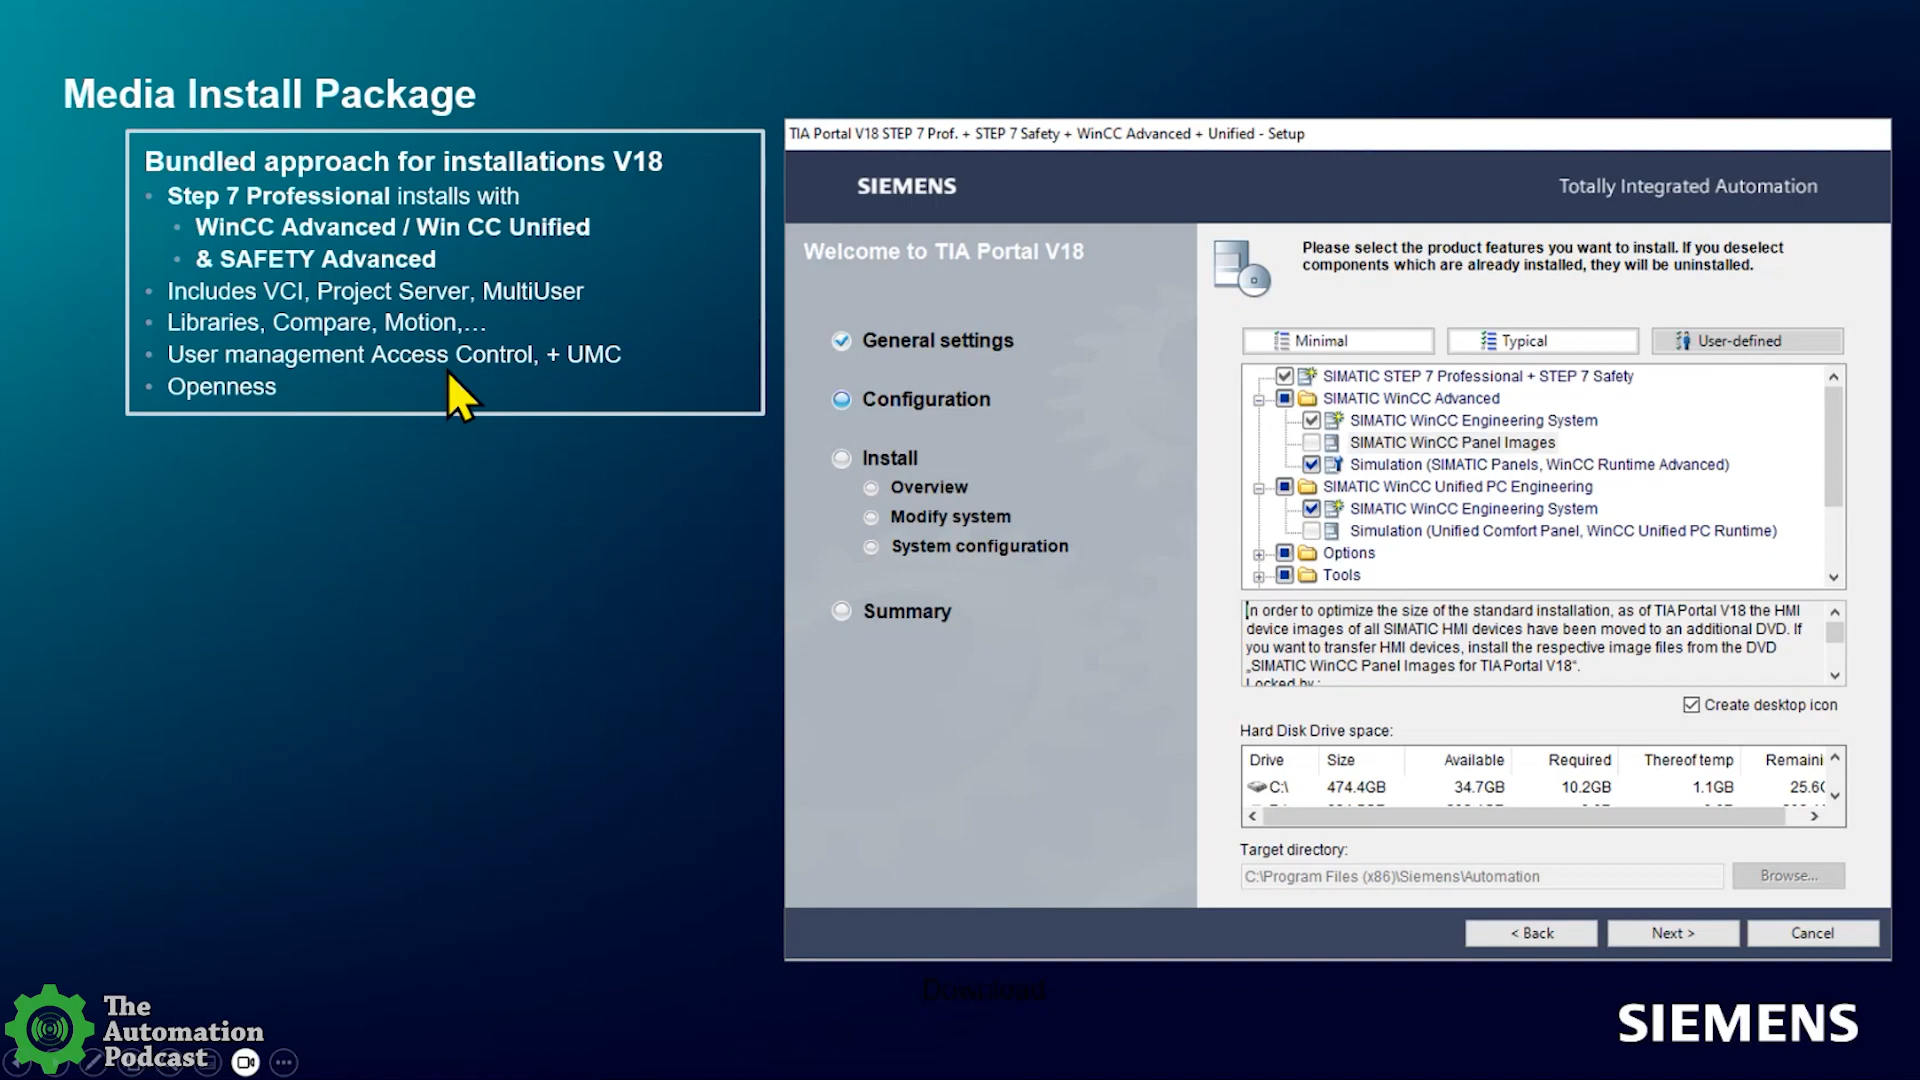 Media Install Package
Bundled approach for installations V18
Step 7 Professional installs with
WinCC Advanced / Win CC Unified
& SAFETY Advanced
Includes VCI, Project Server, MultiUser
Libraries, Compare, Motion,…
User management Access Control, + UMC
Openness
TIA Portal V18 STEP 7 Prof. + STEP 7 Safety + WinCC Advanced + Unified - Setup
SIEMENS
Totally Integrated Automation
Welcome to TIA Portal V18
General settings
Configuration
Install
Overview
Modify system
System configuration
Summary
Please select the product features you want to install. If you deselect
components which are already installed, they will be uninstalled.
Minimal
Typical
User-defined
SIMATIC STEP 7 Professional + STEP 7 Safety
SIMATIC WinCC Advanced
SIMATIC WinCC Engineering System
SIMATIC WinCC Panel Images
Simulation (SIMATIC Panels, WinCC Runtime Advanced)
SIMATIC WinCC Unified PC Engineering
SIMATIC WinCC Engineering System
Simulation (Unified Comfort Panel, WinCC Unified PC Runtime)
Options
Tools
In order to optimize the size of the standard installation, as of TIA Portal V18 the HMI
device images of all SIMATIC HMI devices have been moved to an additional DVD. If
you want to transfer HMI devices, install the respective image files from the DVD
„SIMATIC WinCC Panel Images for TIA Portal V18“.
Locked by :
Create desktop icon
Hard Disk Drive space:
Drive Size Available Required Thereof temp Remaini
C:\ 474.4GB 34.7GB 10.2GB 1.1GB 25.6
Target directory:
C:\Program Files (x86)\Siemens\Automation
Browse...
< Back
Next >
Cancel
Download
The
Automation
Podcast
SIEMENS